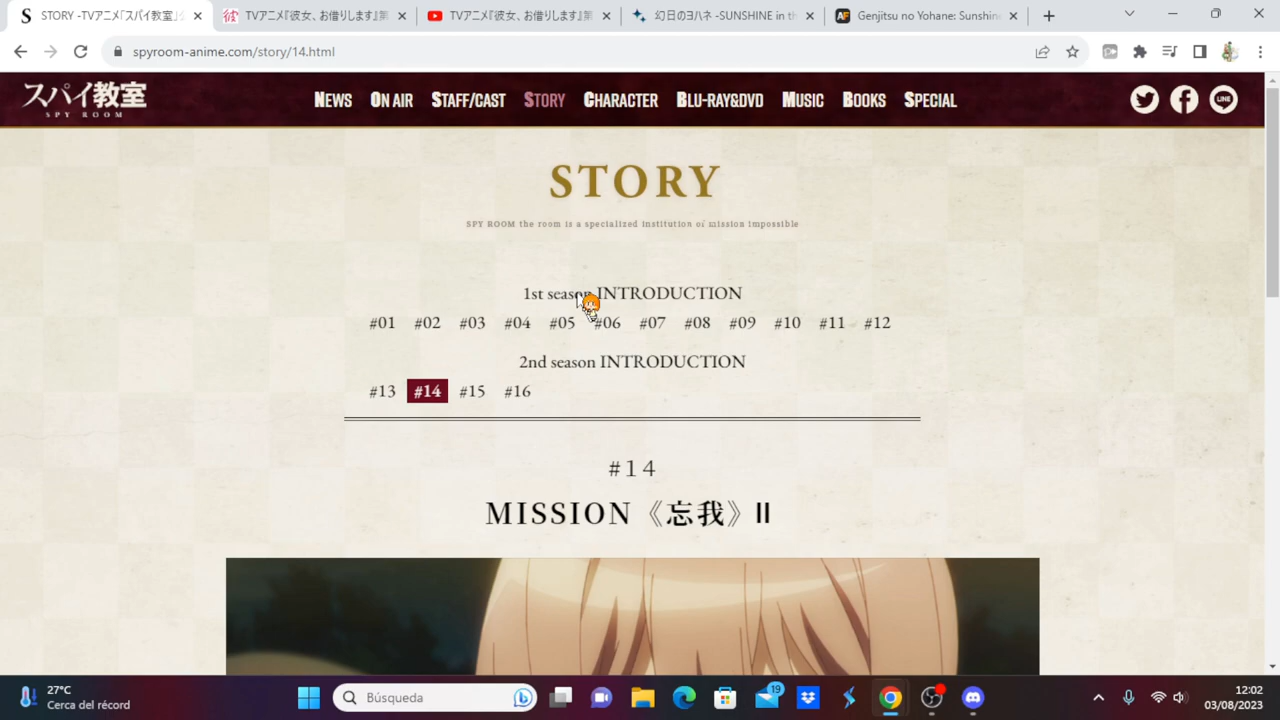 STORY -TVアニメ「スパイ教室」
TVアニメ『彼女、お借りします』第
TVアニメ『彼女、お借りします』第
幻日のヨハネ -SUNSHINE in th
Genjitsu no Yohane: Sunshine
spyroom-anime.com/story/14.html
スパイ教室
SPY ROOM
NEWS ON AIR STAFF/CAST STORY CHARACTER BLU-RAY&DVD MUSIC BOOKS SPECIAL
LINE
STORY
SPY ROOM the room is a specialized institution of mission impossible
1st season INTRODUCTION
#01 #02 #03 #04 #05 #06 #07 #08 #09 #10 #11 #12
2nd season INTRODUCTION
#13 #14 #15 #16
#14
MISSION《忘我》II
27°C
Cerca del récord
Búsqueda
19
12:02
03/08/2023